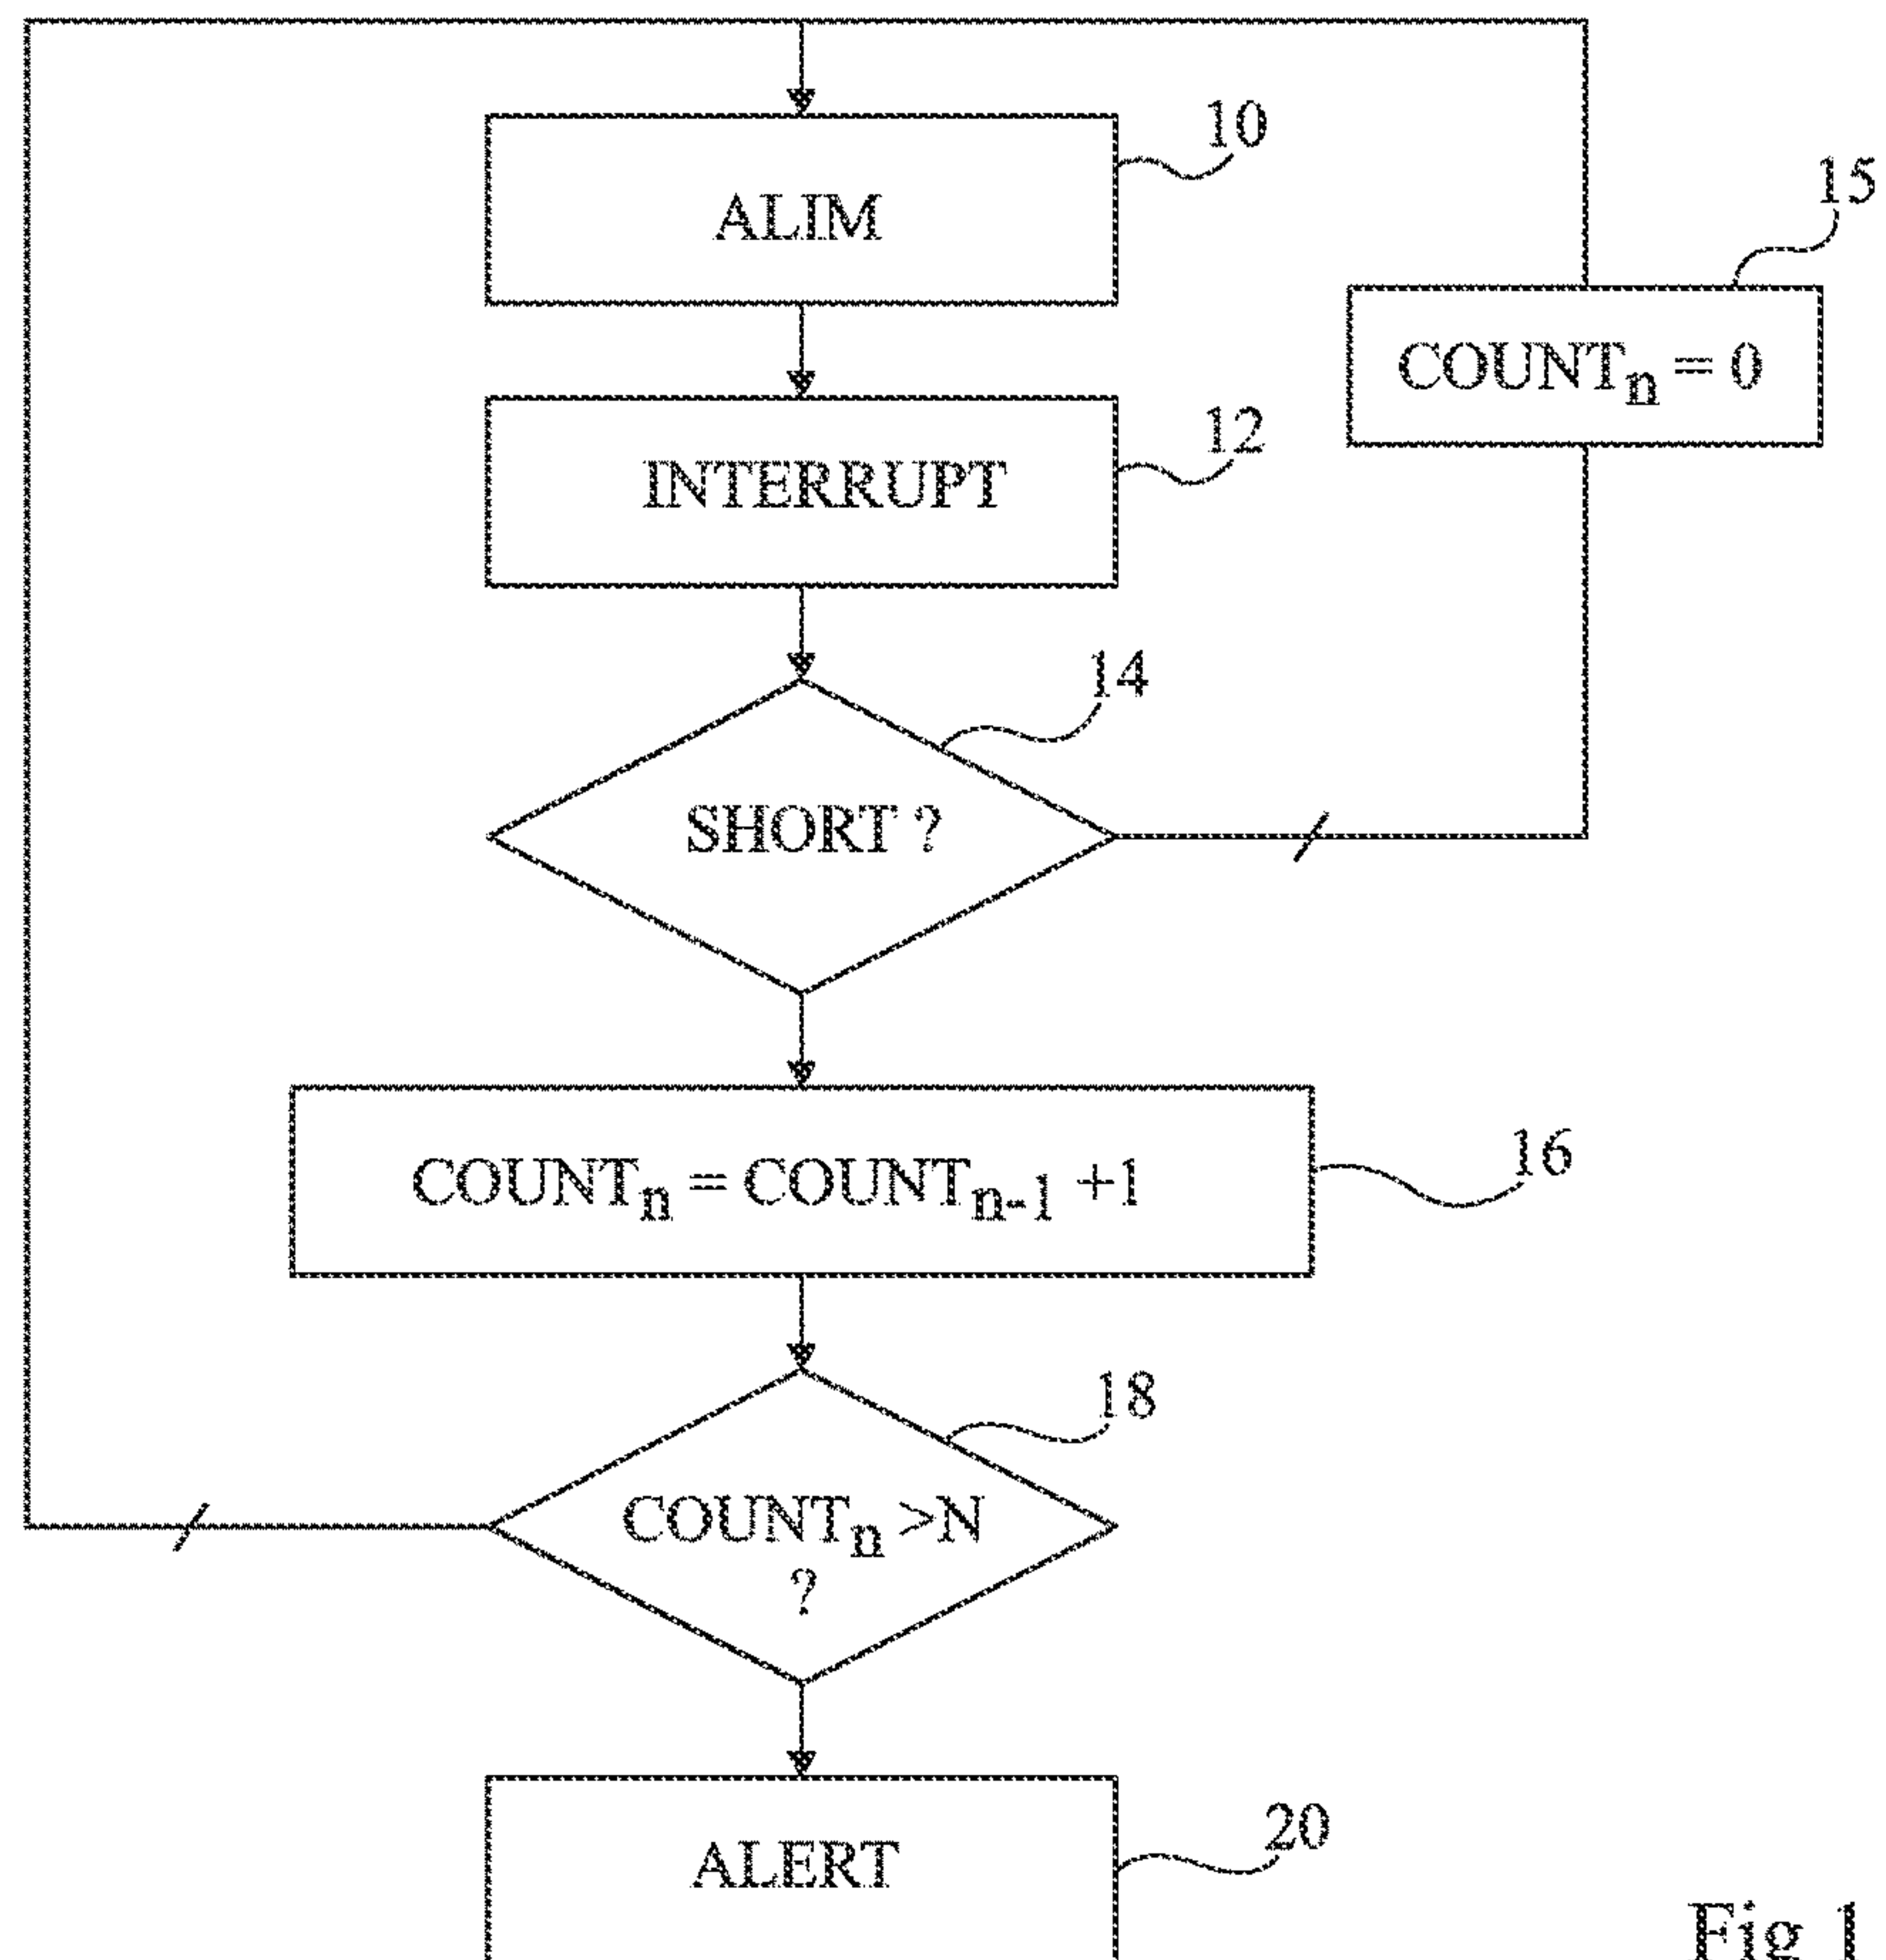 10
ALIM
15
COUNTn = 0
12
INTERRUPT
14
SHORT ?
16
COUNTn = COUNTn-1 +1
18
COUNTn >N
?
20
ALERT
Fig 1